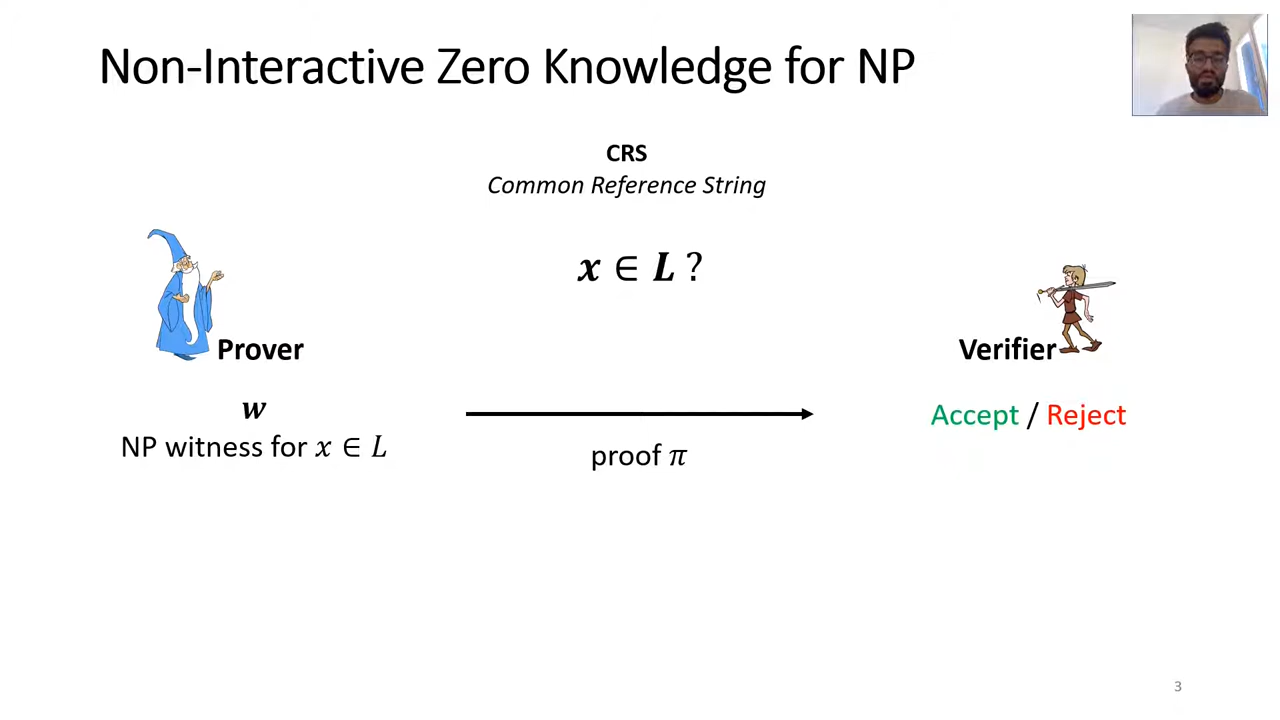 Non-Interactive Zero Knowledge for NP
CRS
Common Reference String
x ∈ L ?
Prover
Verifier
w
NP witness for x ∈ L
proof π
Accept / Reject
3